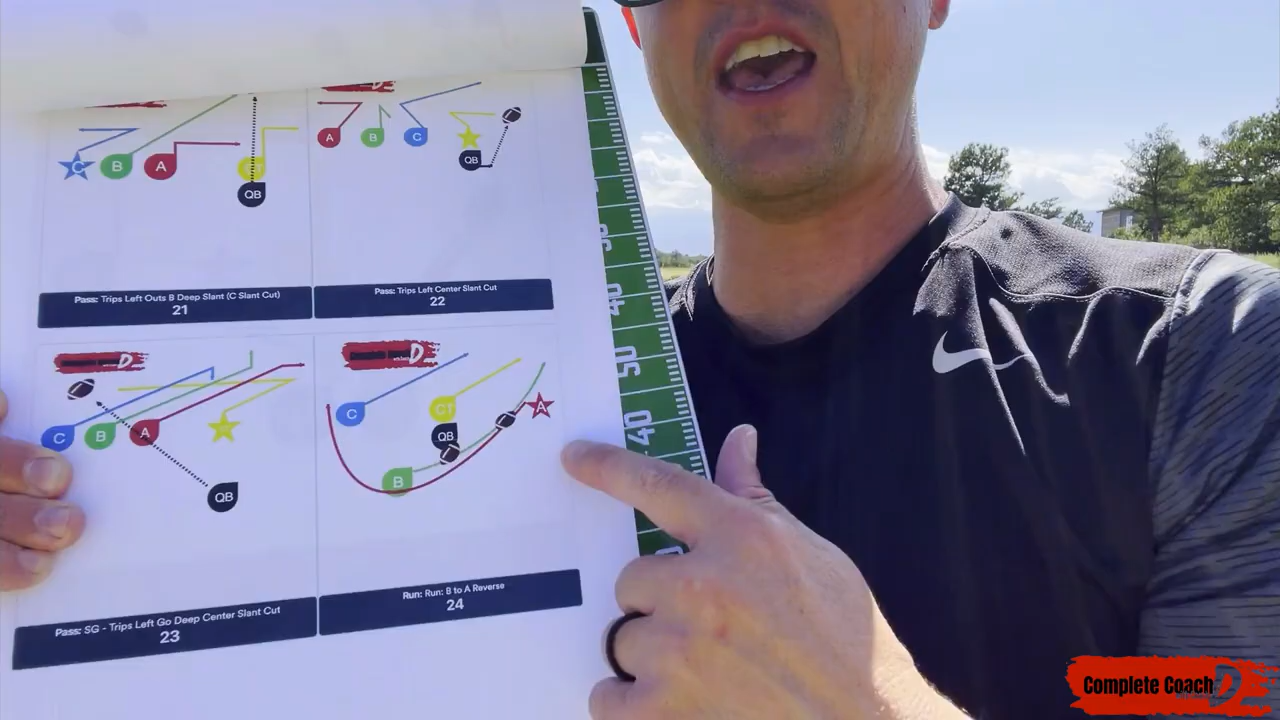 A
B
C
QB
C
B
A
QB
Pass: Trips Left Outs B Deep Slant (C Slant Cut)
21
Pass: Trips Left Center Slant Cut
22
C
B
A
QB
C
CT
QB
B
A
Pass: SG - Trips Left Go Deep Center Slant Cut
23
Run: Run: B to A Reverse
24
40
50
40
Complete Coach D